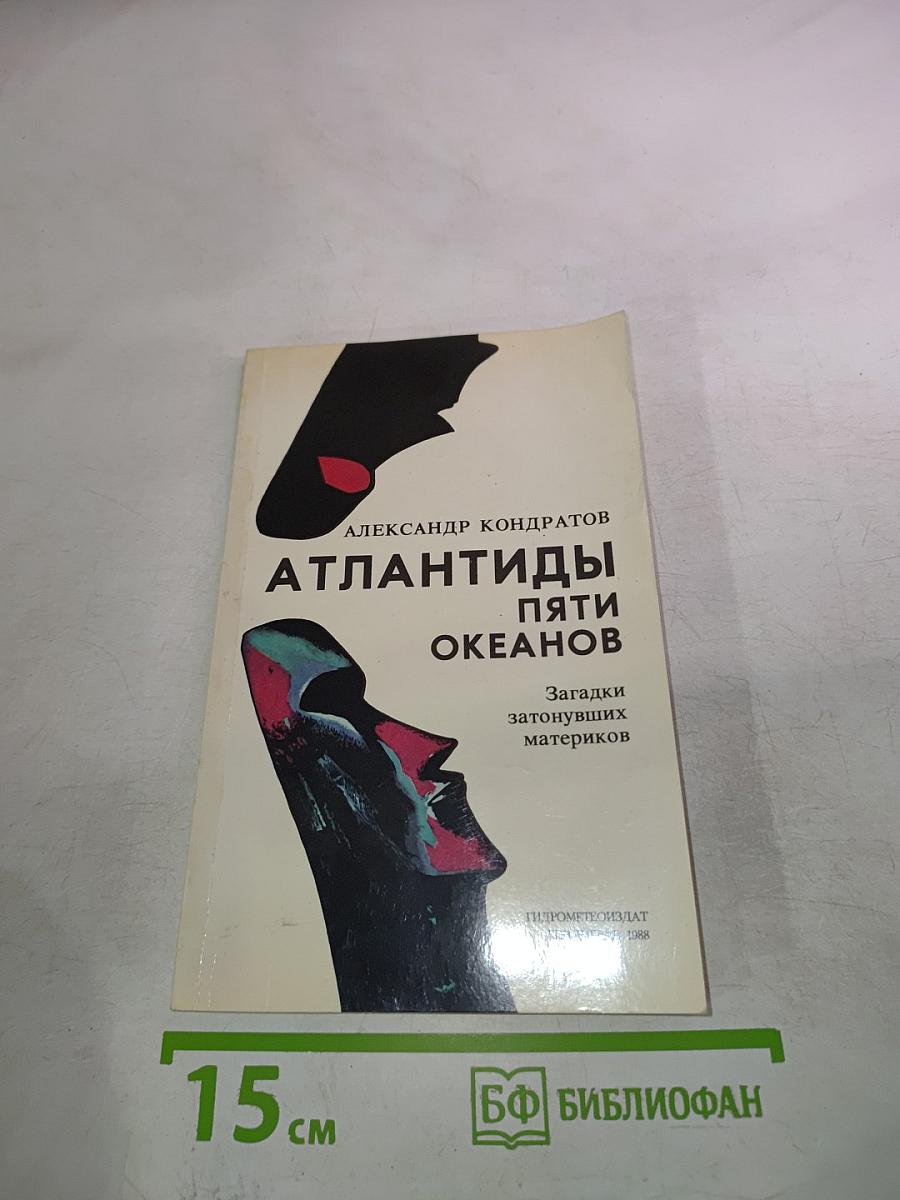 АЛЕКСАНДР КОНДРАТОВ
АТЛАНТИДЫ
ПЯТИ
ОКЕАНОВ
Загадки
затонувших
материков
ГИДРОМЕТЕОИЗДАТ
1988
15 см
БФ БИБЛИОФАН